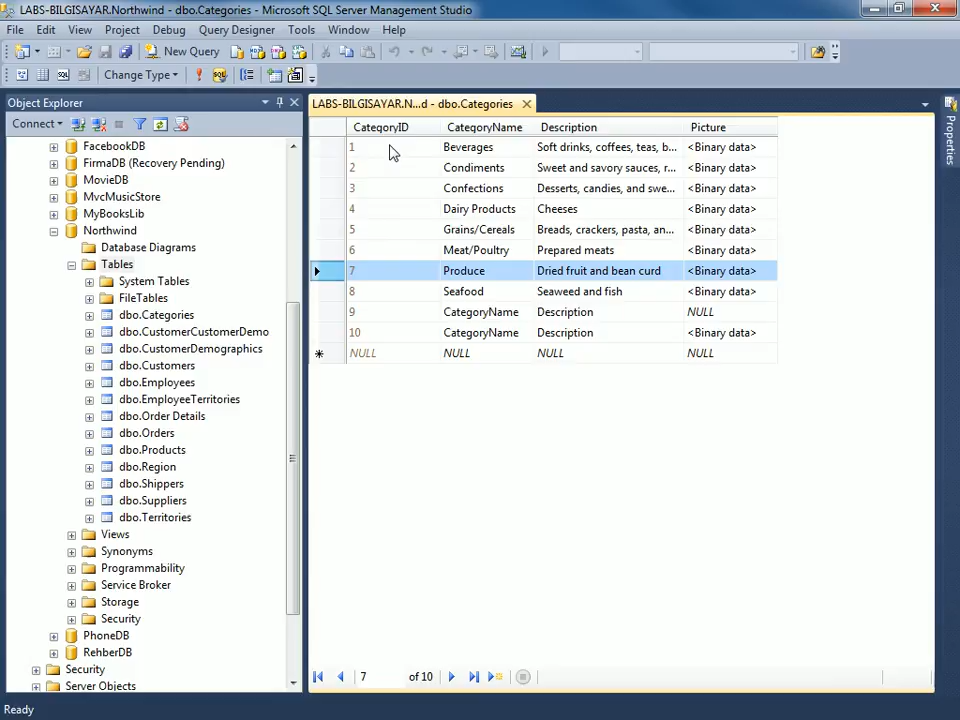 LABS-BILGISAYAR.Northwind - dbo.Categories - Microsoft SQL Server Management Studio
File Edit View Project Debug Query Designer Tools Window Help
New Query
Change Type
Object Explorer
Connect
FacebookDB
FirmaDB (Recovery Pending)
MovieDB
MvcMusicStore
MyBooksLib
Northwind
Database Diagrams
Tables
System Tables
FileTables
dbo.Categories
dbo.CustomerCustomerDemo
dbo.CustomerDemographics
dbo.Customers
dbo.Employees
dbo.EmployeeTerritories
dbo.Order Details
dbo.Orders
dbo.Products
dbo.Region
dbo.Shippers
dbo.Suppliers
dbo.Territories
Views
Synonyms
Programmability
Service Broker
Storage
Security
PhoneDB
RehberDB
Security
Server Objects
LABS-BILGISAYAR.N...d - dbo.Categories
CategoryID CategoryName Description Picture
1 Beverages Soft drinks, coffees, teas, b... <Binary data>
2 Condiments Sweet and savory sauces, r... <Binary data>
3 Confections Desserts, candies, and swe... <Binary data>
4 Dairy Products Cheeses <Binary data>
5 Grains/Cereals Breads, crackers, pasta, an... <Binary data>
6 Meat/Poultry Prepared meats <Binary data>
7 Produce Dried fruit and bean curd <Binary data>
8 Seafood Seaweed and fish <Binary data>
9 CategoryName Description NULL
10 CategoryName Description <Binary data>
NULL NULL NULL NULL
7 of 10
Properties
Ready